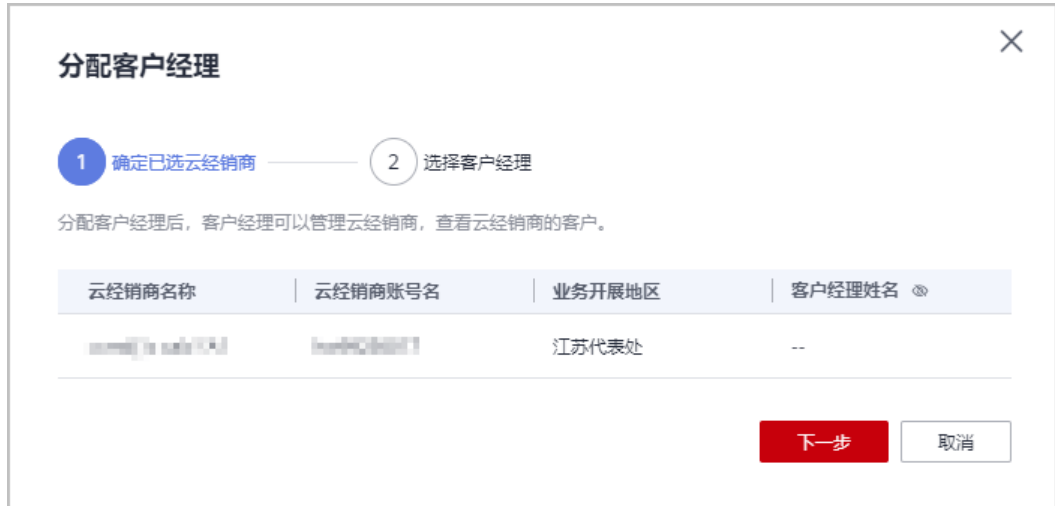 分配客户经理
1 确定已选云经销商 2 选择客户经理
分配客户经理后，客户经理可以管理云经销商，查看云经销商的客户。
云经销商名称 云经销商账号名 业务开展地区 客户经理姓名
江苏代表处 --
下一步 取消